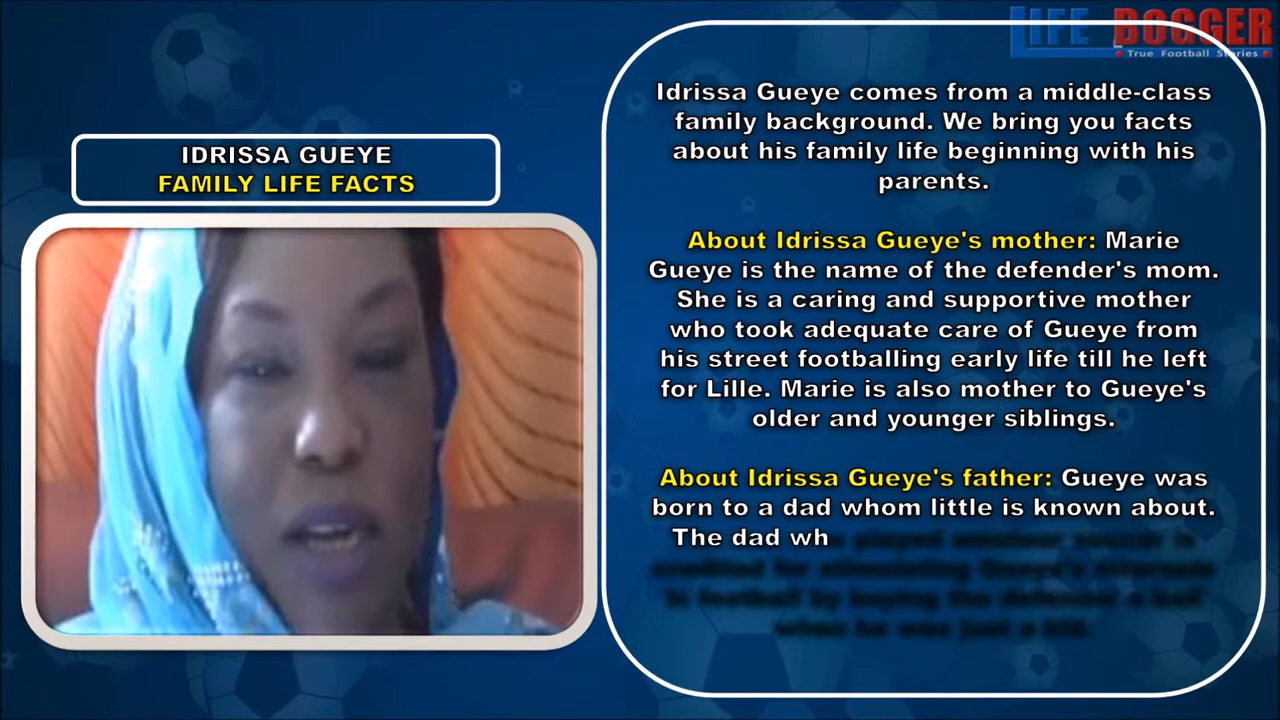 LIFE BOGGER
True Football Stories
IDRISSA GUEYE
FAMILY LIFE FACTS
Idrissa Gueye comes from a middle-class
family background. We bring you facts
about his family life beginning with his
parents.
About Idrissa Gueye's mother: Marie
Gueye is the name of the defender's mom.
She is a caring and supportive mother
who took adequate care of Gueye from
his street footballing early life till he left
for Lille. Marie is also mother to Gueye's
older and younger siblings.
About Idrissa Gueye's father: Gueye was
born to a dad whom little is known about.
The dad wh